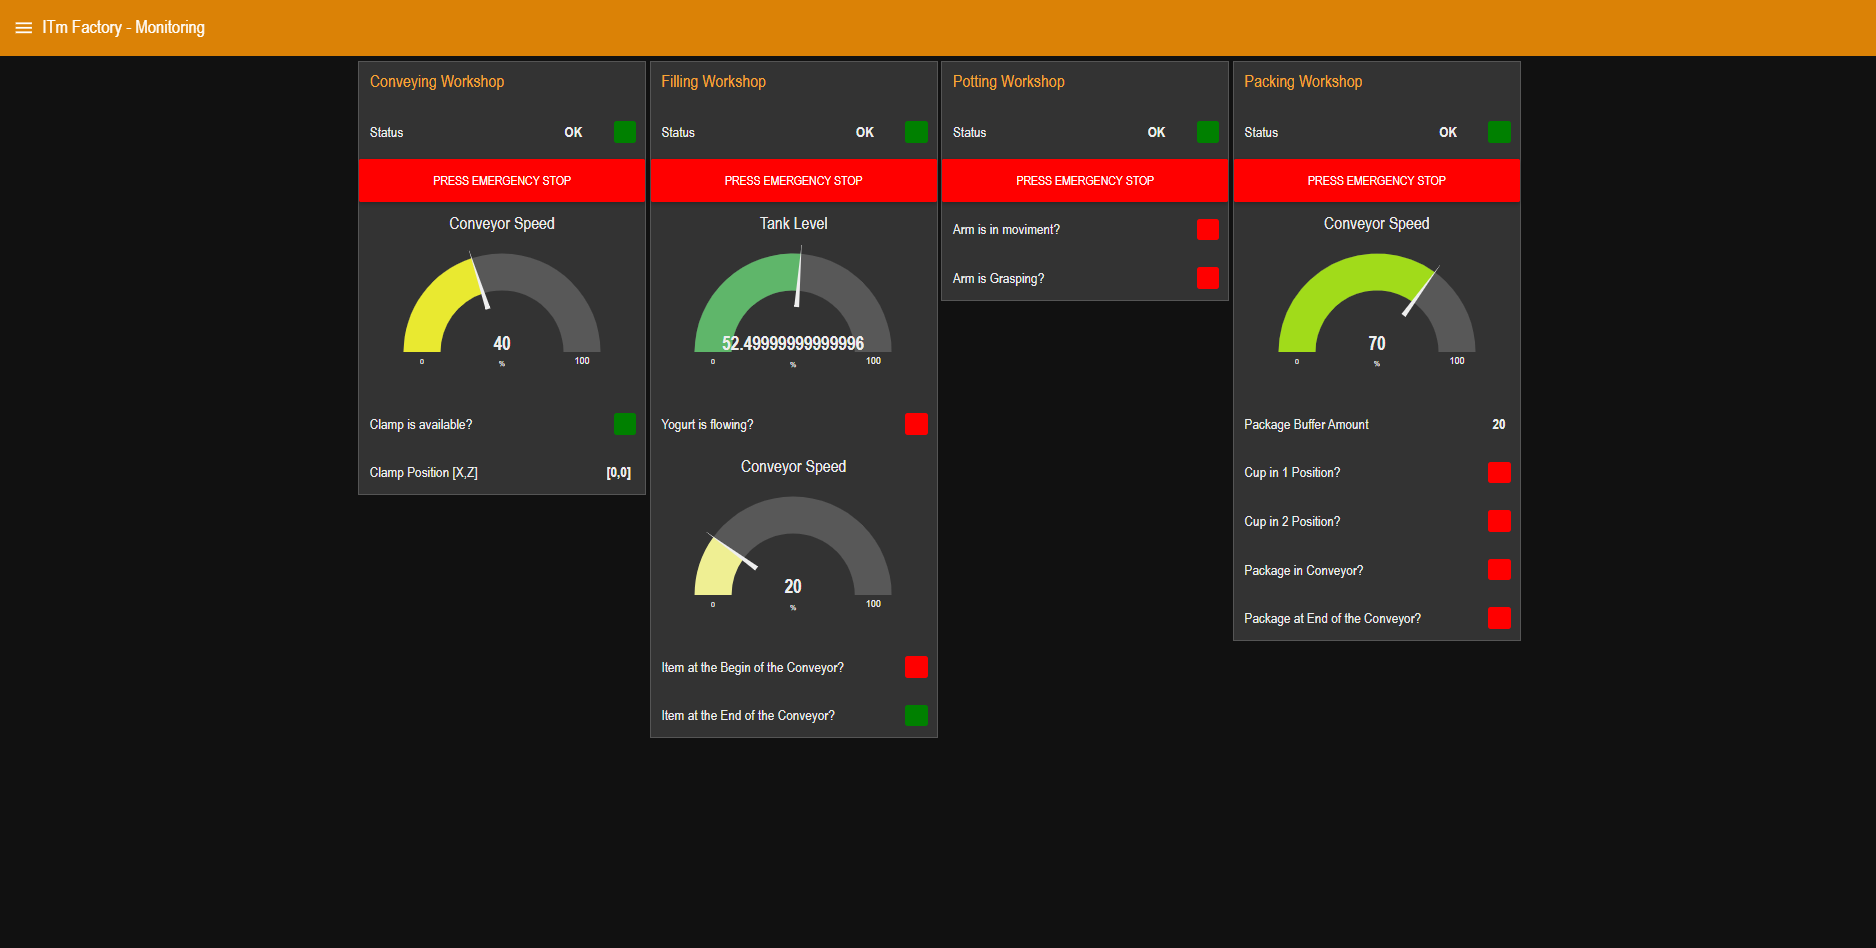 ITm Factory - Monitoring
Conveying Workshop
Status OK
PRESS EMERGENCY STOP
Conveyor Speed
40
0 % 100
Clamp is available?
Clamp Position [X,Z] [0,0]
Filling Workshop
Status OK
PRESS EMERGENCY STOP
Tank Level
52.49999999999996
0 % 100
Yogurt is flowing?
Conveyor Speed
20
0 % 100
Item at the Begin of the Conveyor?
Item at the End of the Conveyor?
Potting Workshop
Status OK
PRESS EMERGENCY STOP
Arm is in moviment?
Arm is Grasping?
Packing Workshop
Status OK
PRESS EMERGENCY STOP
Conveyor Speed
70
0 % 100
Package Buffer Amount 20
Cup in 1 Position?
Cup in 2 Position?
Package in Conveyor?
Package at End of the Conveyor?